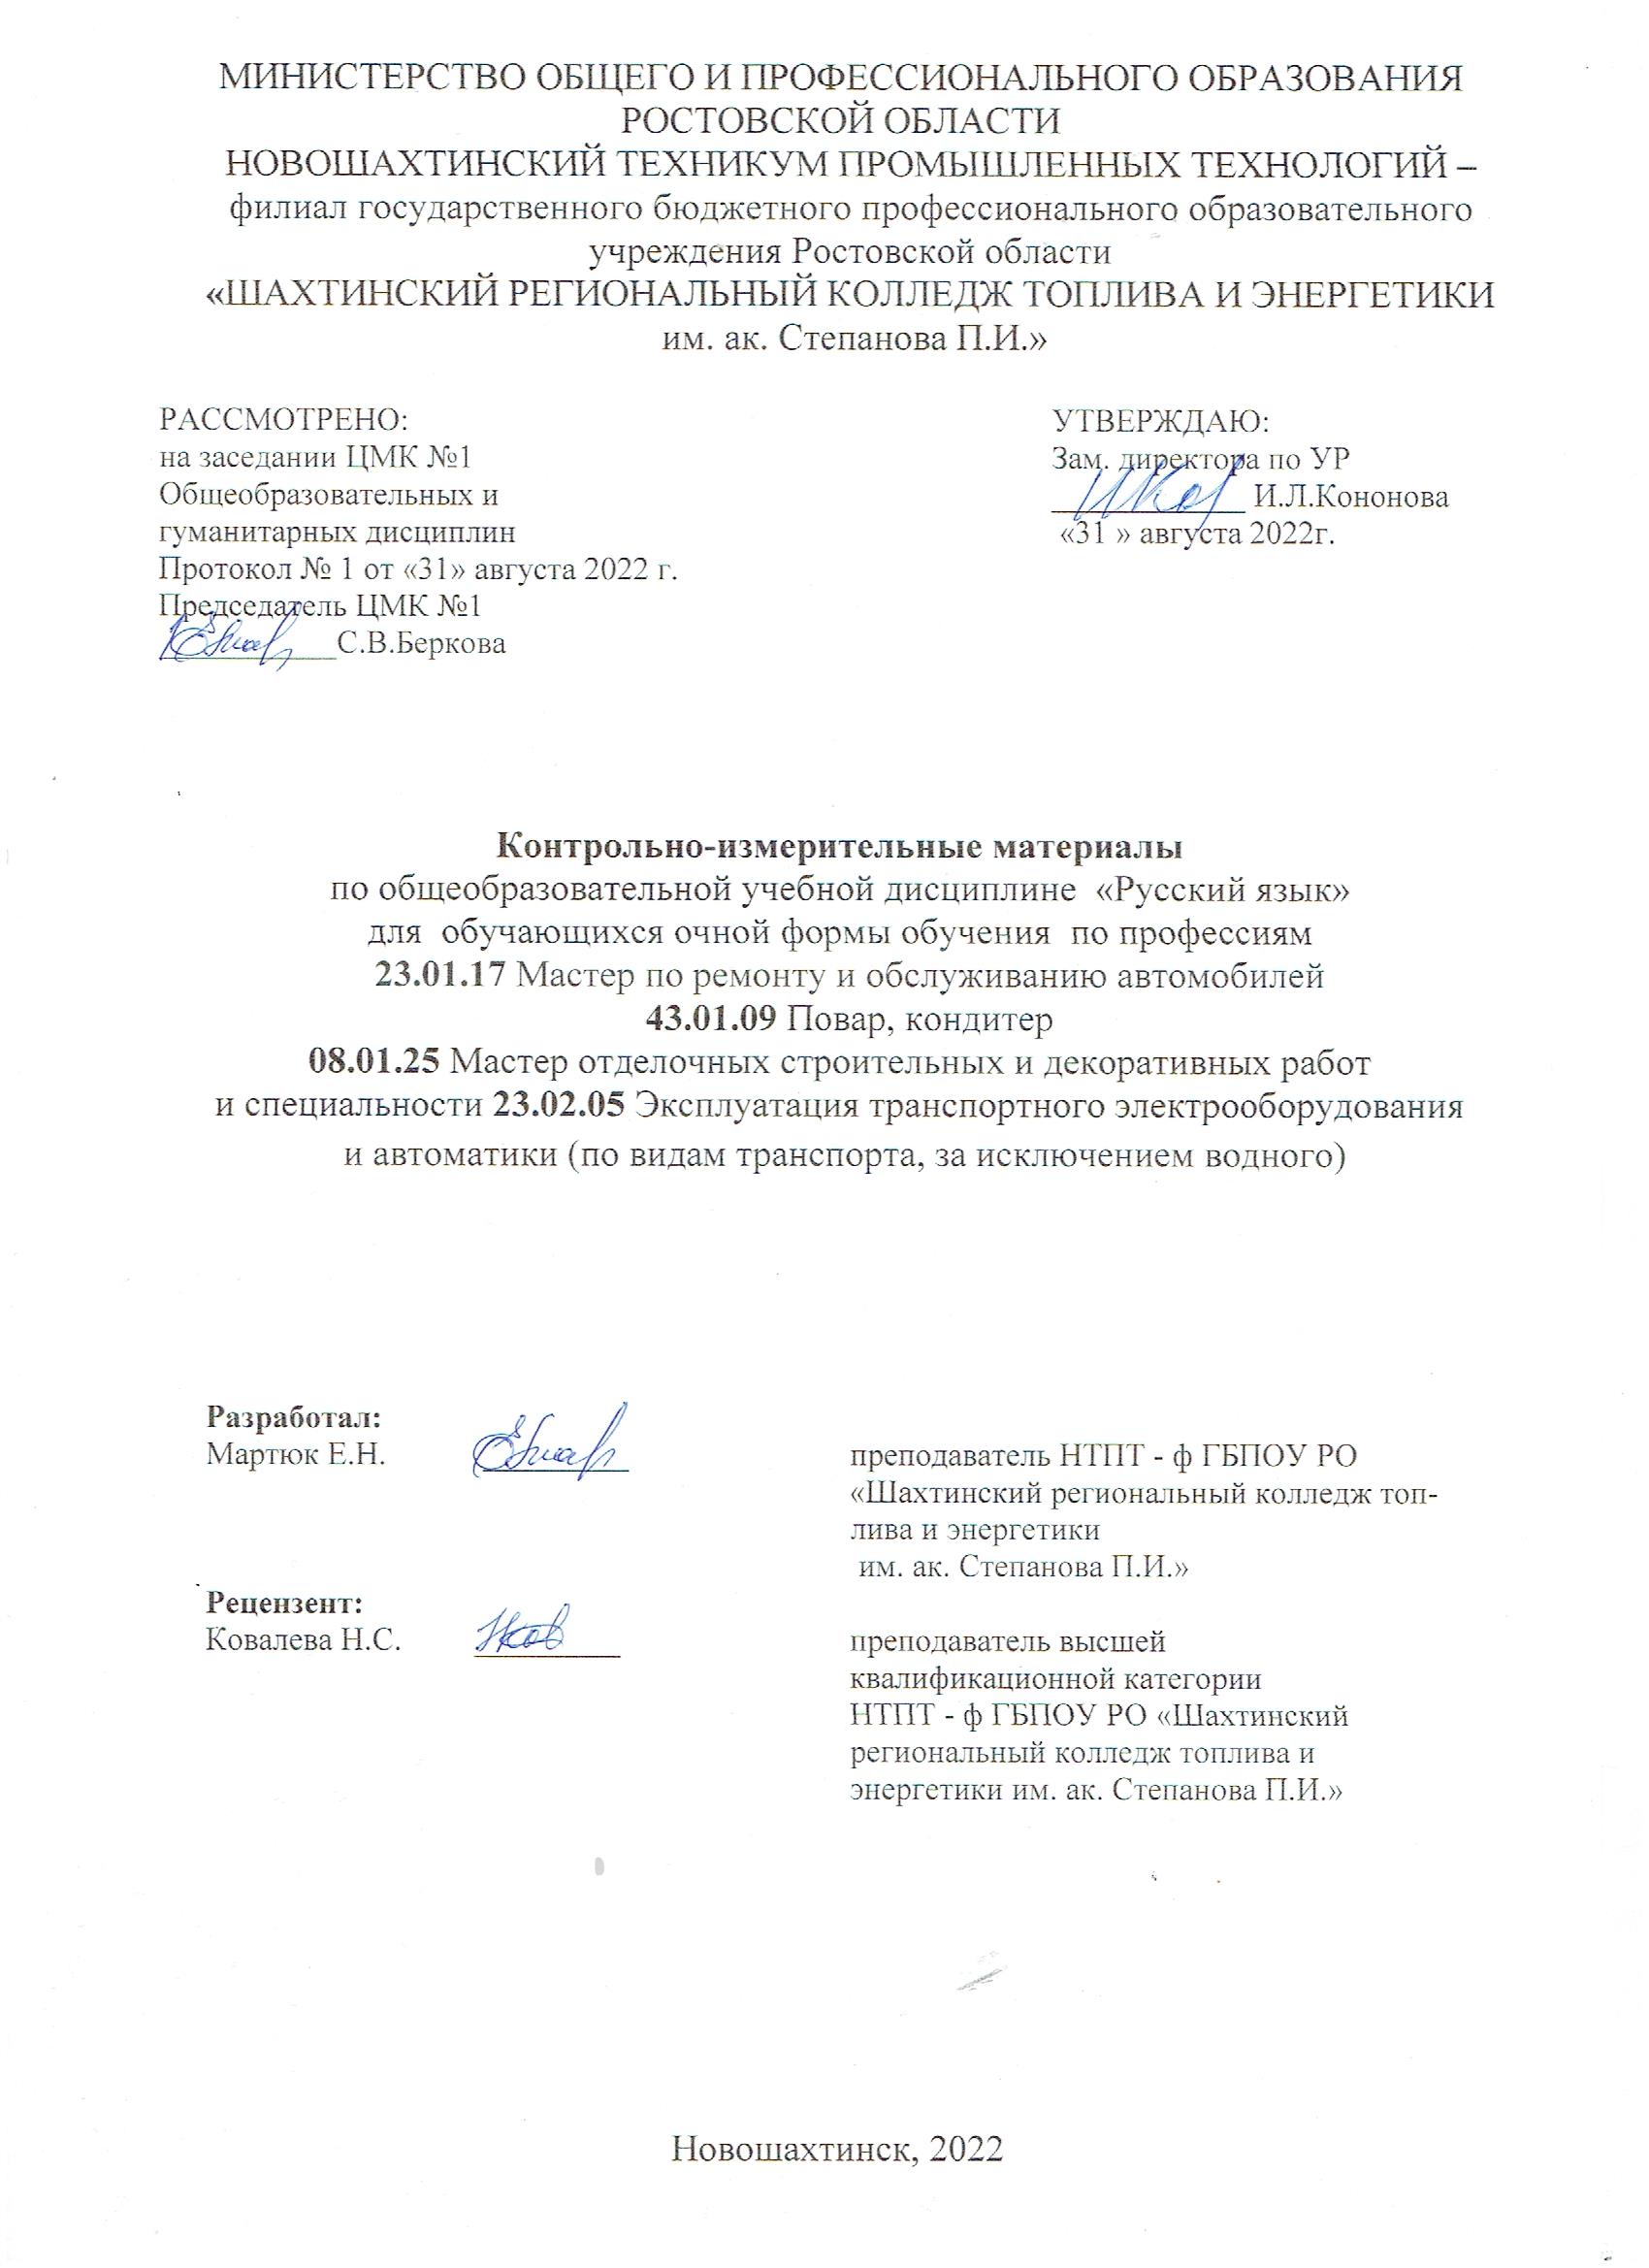 МИНИСТЕРСТВО ОБЩЕГО И ПРОФЕССИОНАЛЬНОГО ОБРАЗОВАНИЯ
РОСТОВСКОЙ ОБЛАСТИ
НОВОШАХТИНСКИЙ ТЕХНИКУМ ПРОМЫШЛЕННЫХ ТЕХНОЛОГИЙ –
филиал государственного бюджетного профессионального образовательного
учреждения Ростовской области
«ШАХТИНСКИЙ РЕГИОНАЛЬНЫЙ КОЛЛЕДЖ ТОПЛИВА И ЭНЕРГЕТИКИ
им. ак. Степанова П.И.»
РАССМОТРЕНО:
на заседании ЦМК №1
Общеобразовательных и
гуманитарных дисциплин
Протокол № 1 от «31» августа 2022 г.
Председатель ЦМК №1
С.В.Беркова
УТВЕРЖДАЮ:
Зам. директора по УР
И.Л.Кононова
«31 » августа 2022г.
Контрольно-измерительные материалы
по общеобразовательной учебной дисциплине «Русский язык»
для обучающихся очной формы обучения по профессиям
23.01.17 Мастер по ремонту и обслуживанию автомобилей
43.01.09 Повар, кондитер
08.01.25 Мастер отделочных строительных и декоративных работ
и специальности 23.02.05 Эксплуатация транспортного электрооборудования
и автоматики (по видам транспорта, за исключением водного)
Разработал:
Мартюк Е.Н.
преподаватель НТПТ - ф ГБПОУ РО
«Шахтинский региональный колледж топ-
лива и энергетики
им. ак. Степанова П.И.»
Рецензент:
Ковалева Н.С.
преподаватель высшей
квалификационной категории
НТПТ - ф ГБПОУ РО «Шахтинский
региональный колледж топлива и
энергетики им. ак. Степанова П.И.»
Новошахтинск, 2022